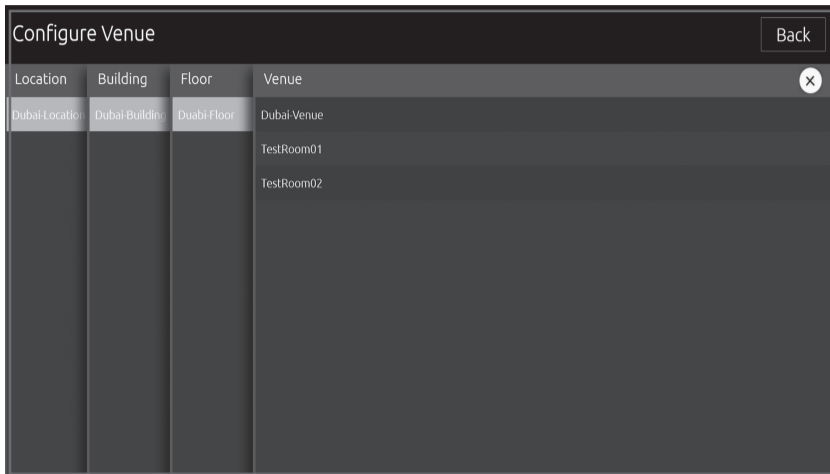 Configure Venue
Back
Location Building Floor Venue
Dubai-Location Dubai-Building Duabi-Floor Dubai-Venue
TestRoom01
TestRoom02